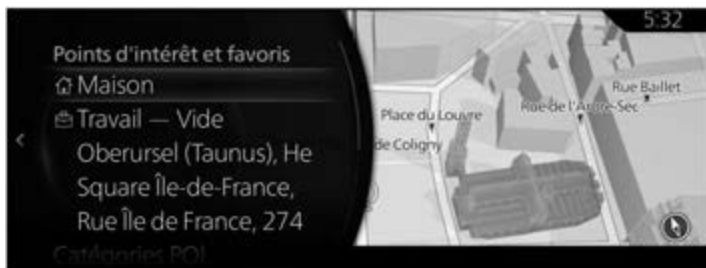 5:32
Points d'intérêt et favoris
Maison
Travail — Vide
Oberursel (Taunus), He
Square Île-de-France,
Rue Île de France, 274
Catégories POI
Rue Baillet
Place du Louvre
Rue de l'Arbre-Sec
de Coligny